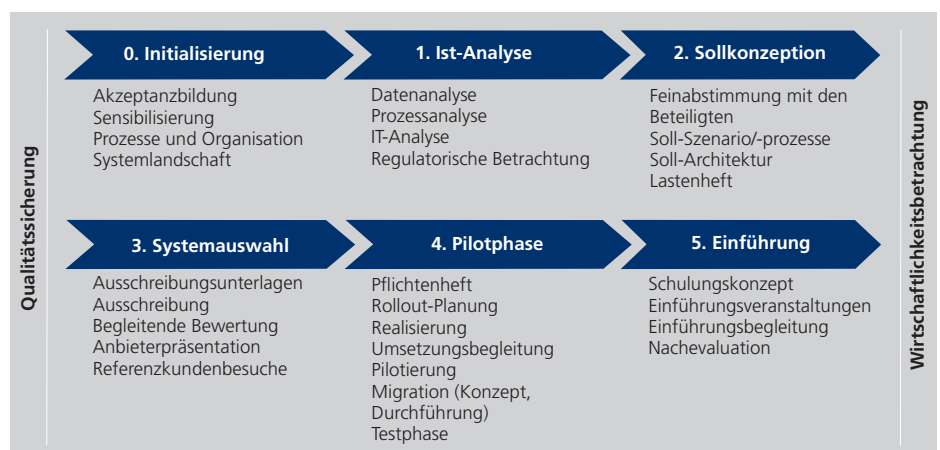 Qualitätssicherung
0. Initialisierung
Akzeptanzbildung
Sensibilisierung
Prozesse und Organisation
Systemlandschaft
1. Ist-Analyse
Datenanalyse
Prozessanalyse
IT-Analyse
Regulatorische Betrachtung
2. Sollkonzeption
Feinabstimmung mit den
Beteiligten
Soll-Szenario/-prozesse
Soll-Architektur
Lastenheft
3. Systemauswahl
Ausschreibungsunterlagen
Ausschreibung
Begleitende Bewertung
Anbieterpräsentation
Referenzkundenbesuche
4. Pilotphase
Pflichtenheft
Rollout-Planung
Realisierung
Umsetzungsbegleitung
Pilotierung
Migration (Konzept,
Durchführung)
Testphase
5. Einführung
Schulungskonzept
Einführungsveranstaltungen
Einführungsbegleitung
Nachevaluation
Wirtschaftlichkeitsbetrachtung